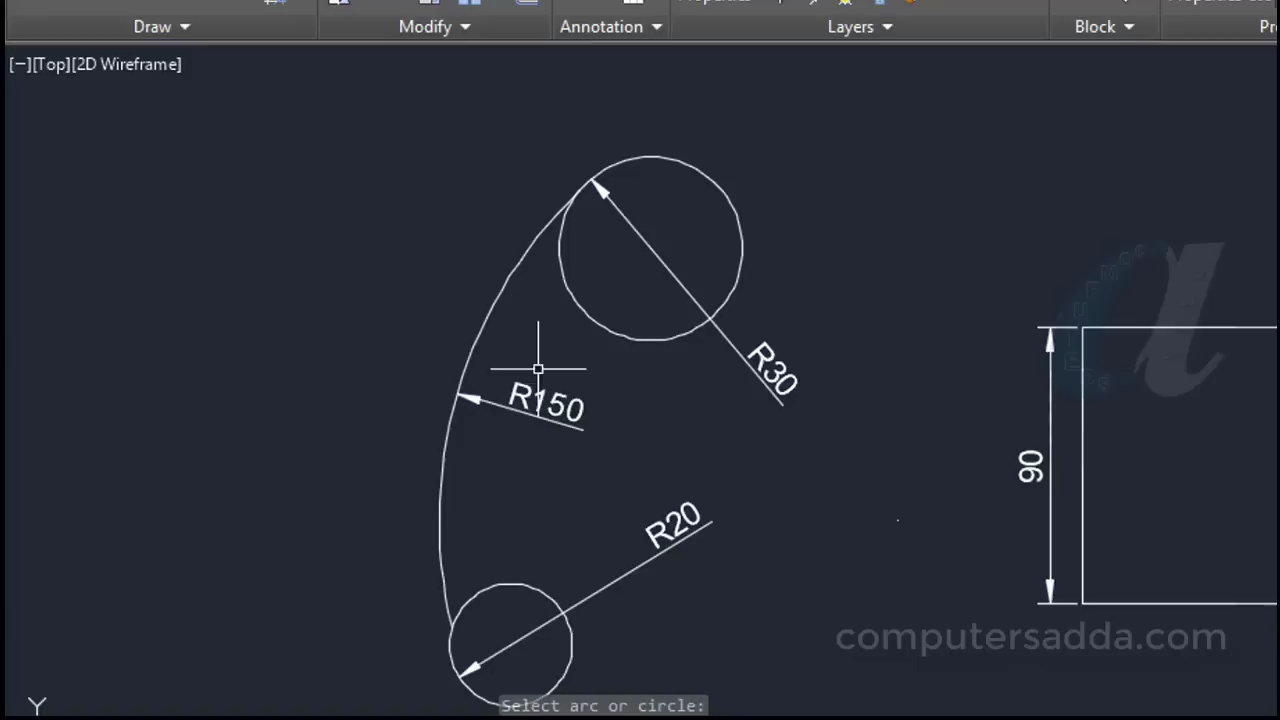 Draw
Modify
Annotation
Layers
Block
[−][Top][2D Wireframe]
R30
R150
90
R20
computersadda.com
Select arc or circle:
Y